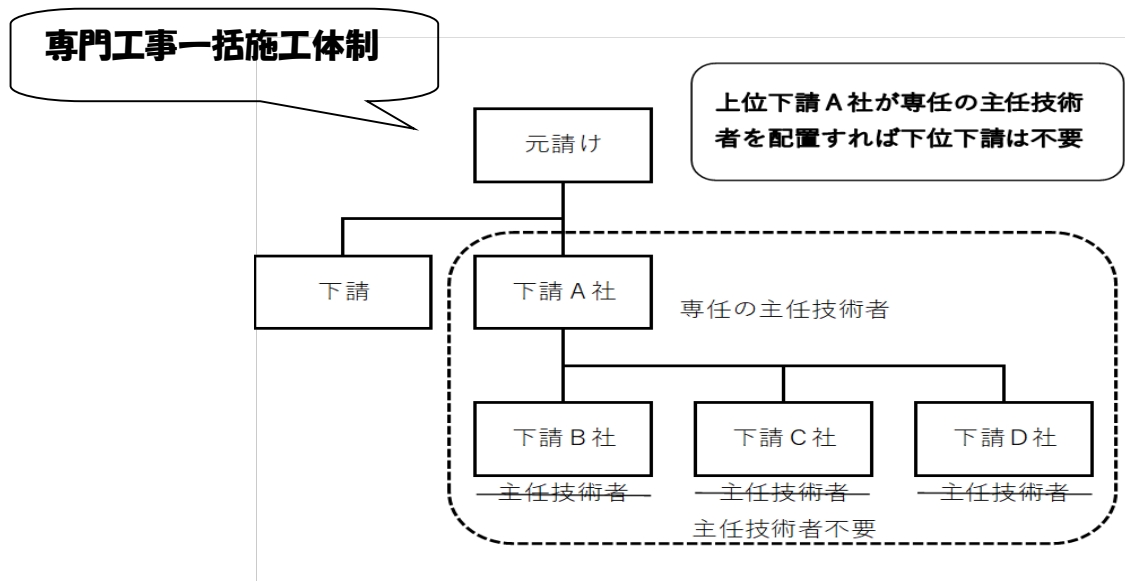 専門工事一括施工体制
上位下請Ａ社が専任の主任技術
者を配置すれば下位下請は不要
元請け
下請
下請Ａ社
専任の主任技術者
下請Ｂ社
下請Ｃ社
下請Ｄ社
主任技術者
主任技術者
主任技術者
主任技術者不要